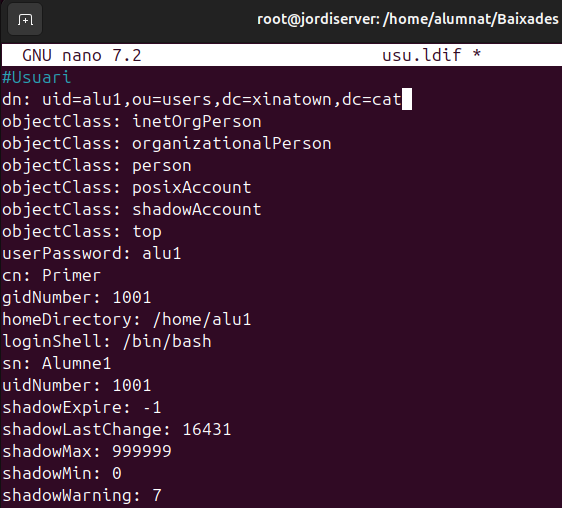 root@jordiserver: /home/alumnat/Baixades
GNU nano 7.2 usu.ldif *
#Usuari
dn: uid=alu1,ou=users,dc=xinatown,dc=cat
objectClass: inetOrgPerson
objectClass: organizationalPerson
objectClass: person
objectClass: posixAccount
objectClass: shadowAccount
objectClass: top
userPassword: alu1
cn: Primer
gidNumber: 1001
homeDirectory: /home/alu1
loginShell: /bin/bash
sn: Alumne1
uidNumber: 1001
shadowExpire: -1
shadowLastChange: 16431
shadowMax: 999999
shadowMin: 0
shadowWarning: 7